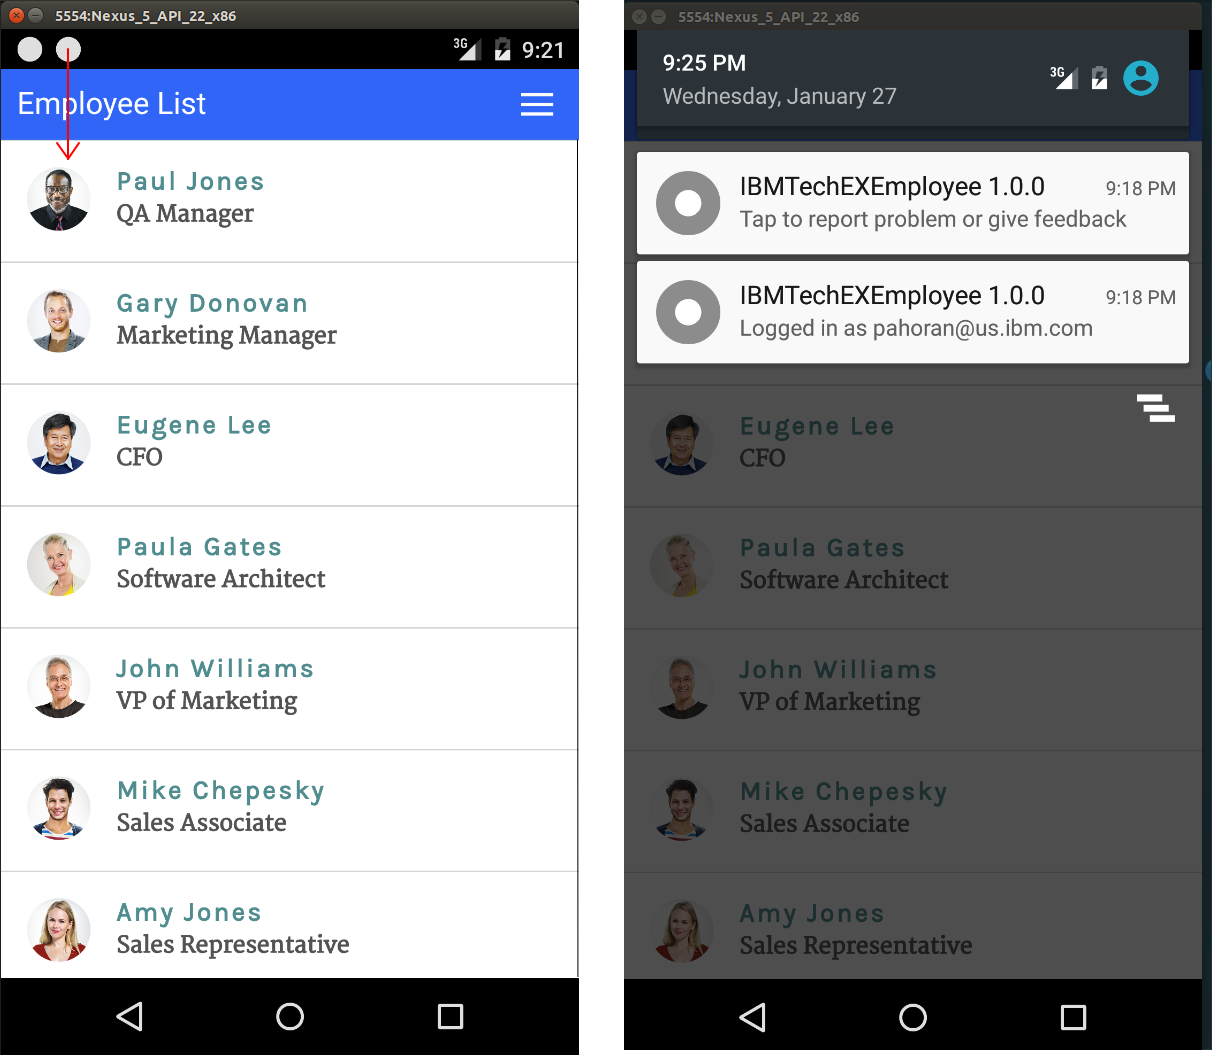 5554:Nexus_5_API_22_x86
3G 9:21
Employee List
Paul Jones
QA Manager
Gary Donovan
Marketing Manager
Eugene Lee
CFO
Paula Gates
Software Architect
John Williams
VP of Marketing
Mike Chepesky
Sales Associate
Amy Jones
Sales Representative
5554:Nexus_5_API_22_x86
9:25 PM
3G
Wednesday, January 27
IBMTechEXEmployee 1.0.0 9:18 PM
Tap to report problem or give feedback
IBMTechEXEmployee 1.0.0 9:18 PM
Logged in as pahoran@us.ibm.com
Eugene Lee
CFO
Paula Gates
Software Architect
John Williams
VP of Marketing
Mike Chepesky
Sales Associate
Amy Jones
Sales Representative